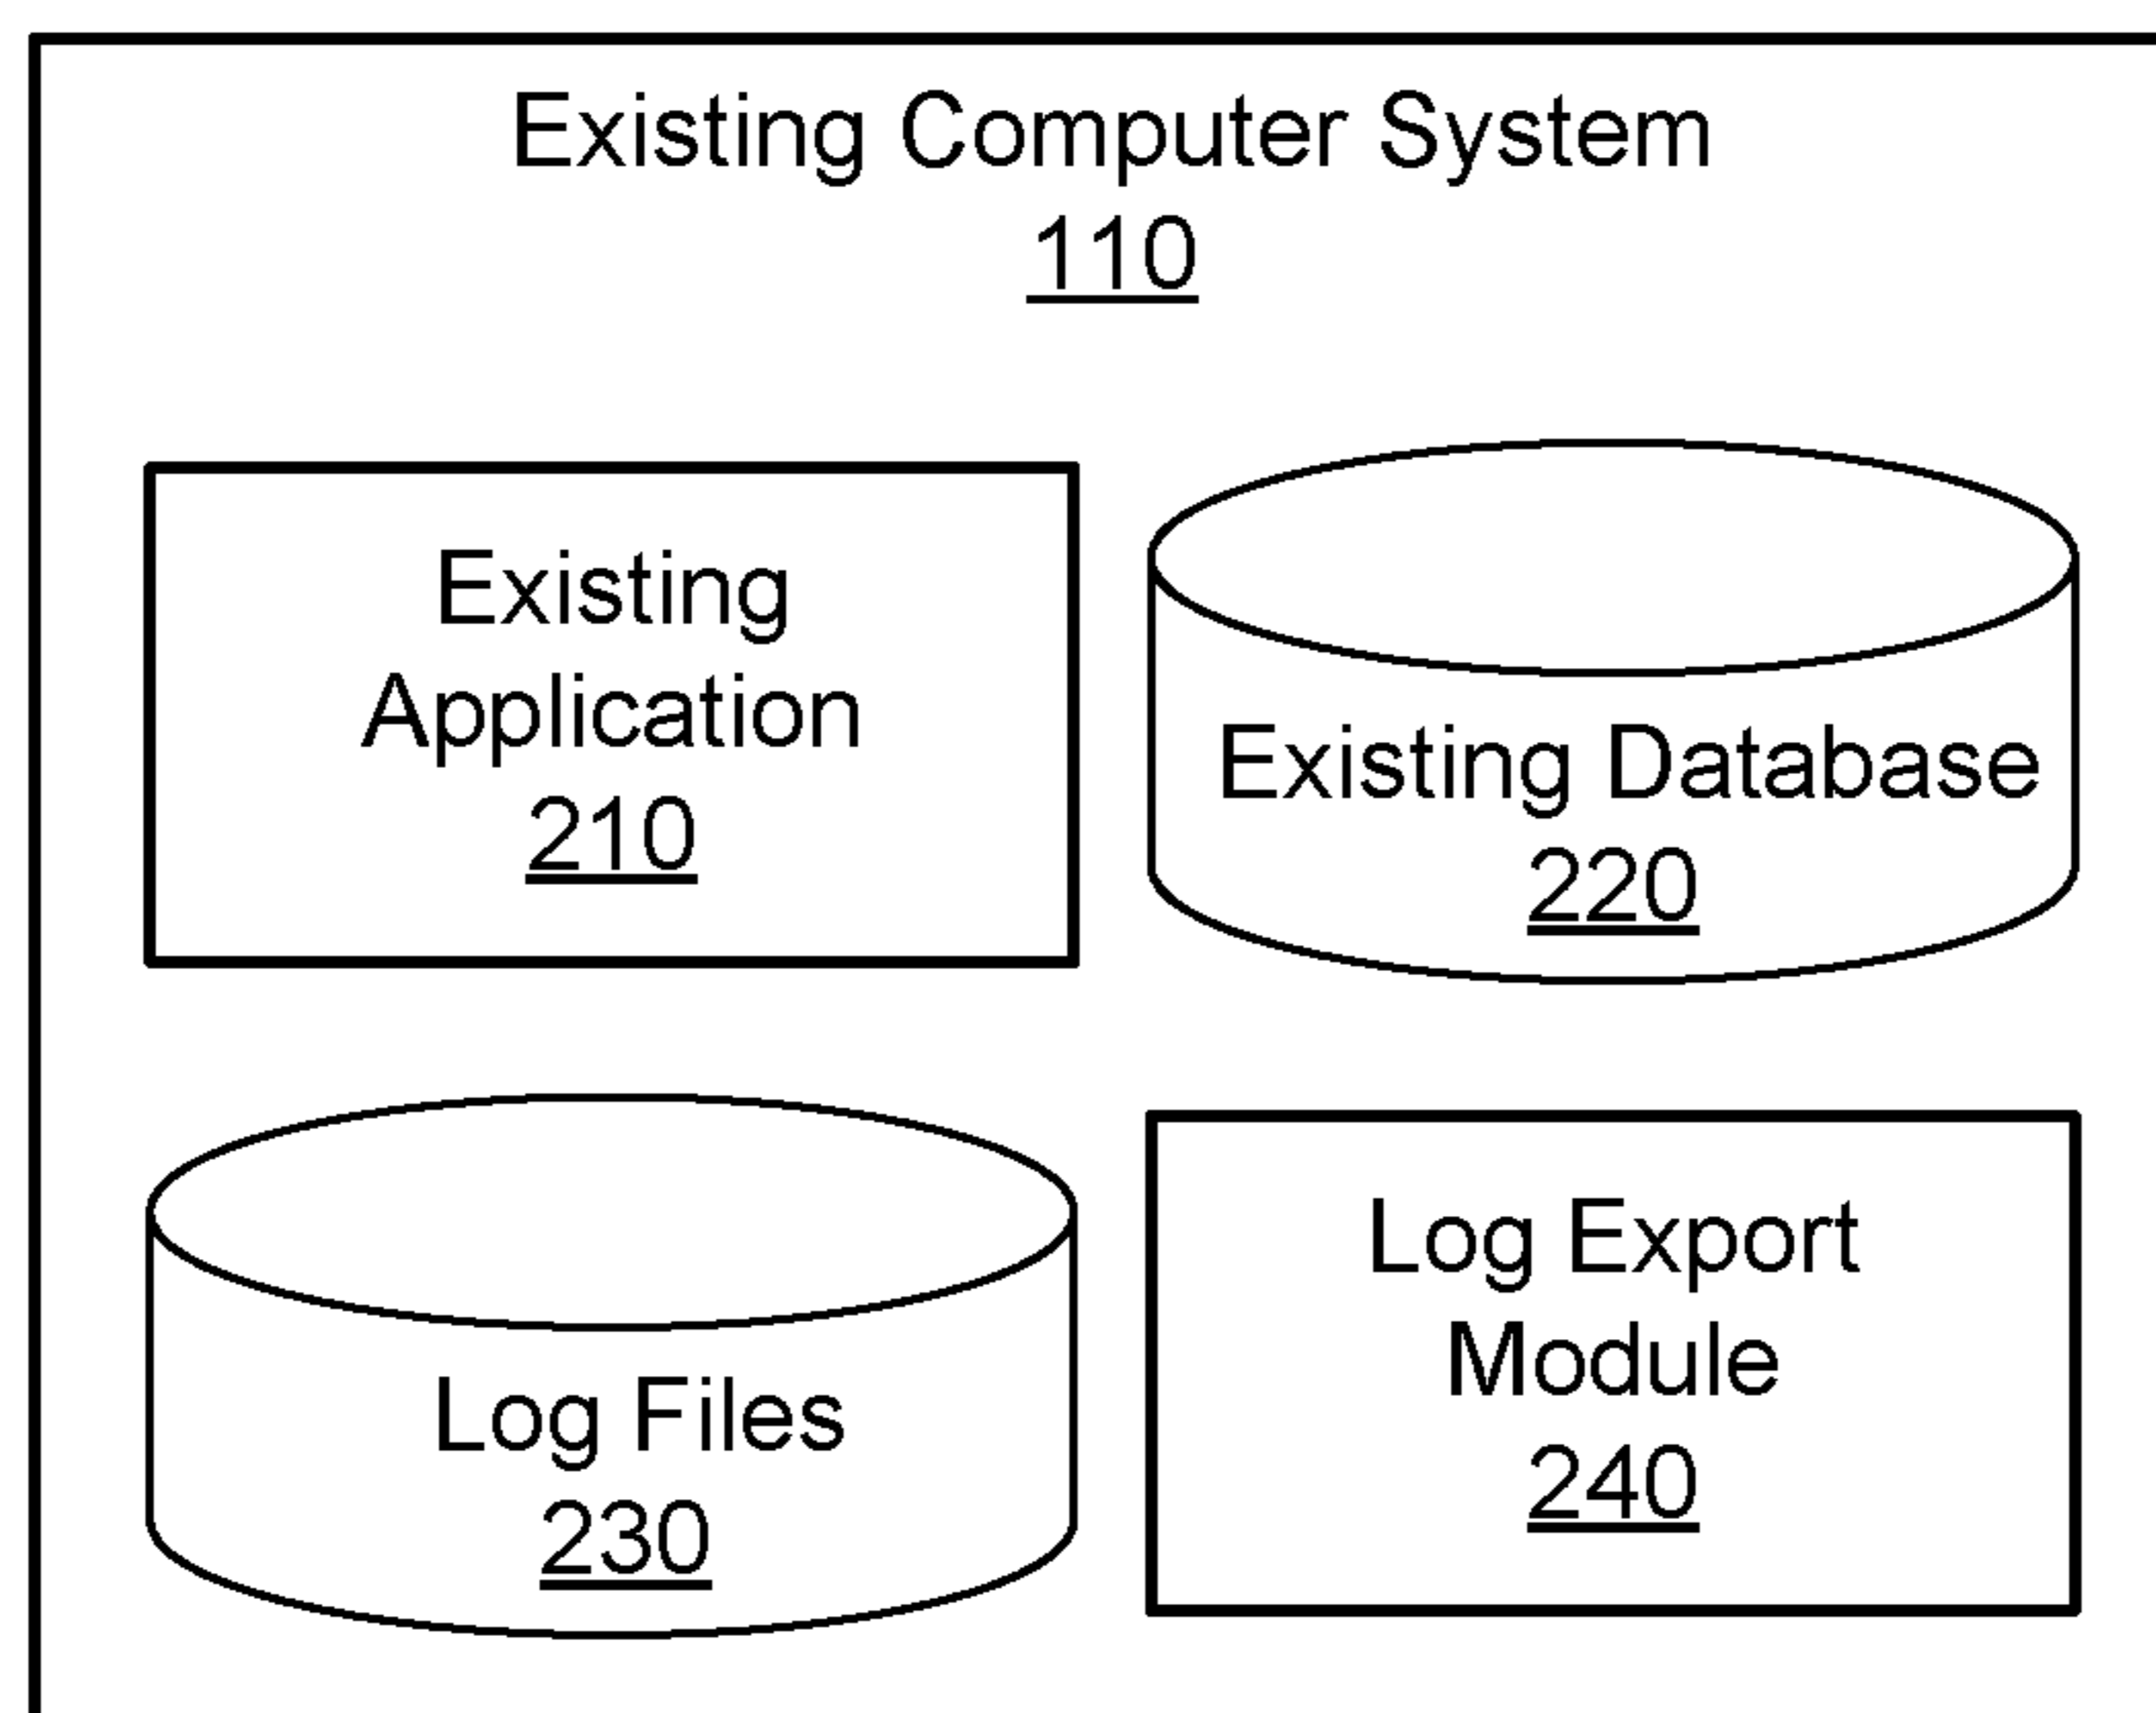 Existing Computer System
110
Existing
Application
210
Existing Database
220
Log Files
230
Log Export
Module
240